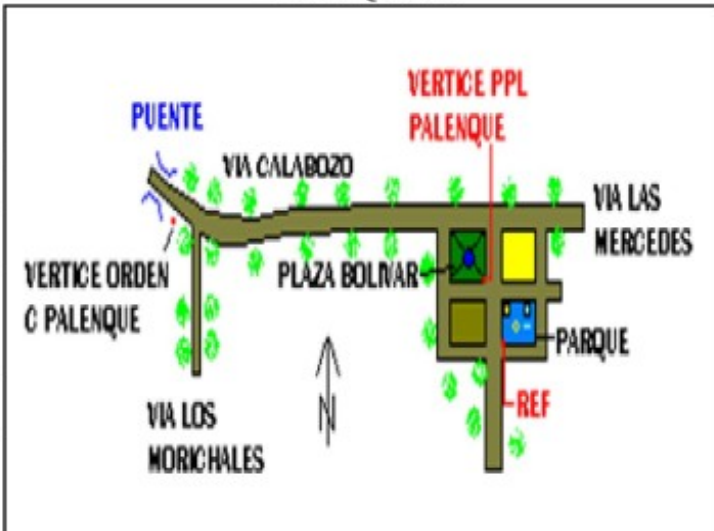 VERTICE PPL
PALENQUE
PUENTE
VIA CALABOZO
VIA LAS
MERCEDES
VERTICE ORDEN
C PALENQUE
PLAZA BOLIVAR
PARQUE
REF
VIA LOS
MORICHALES
N